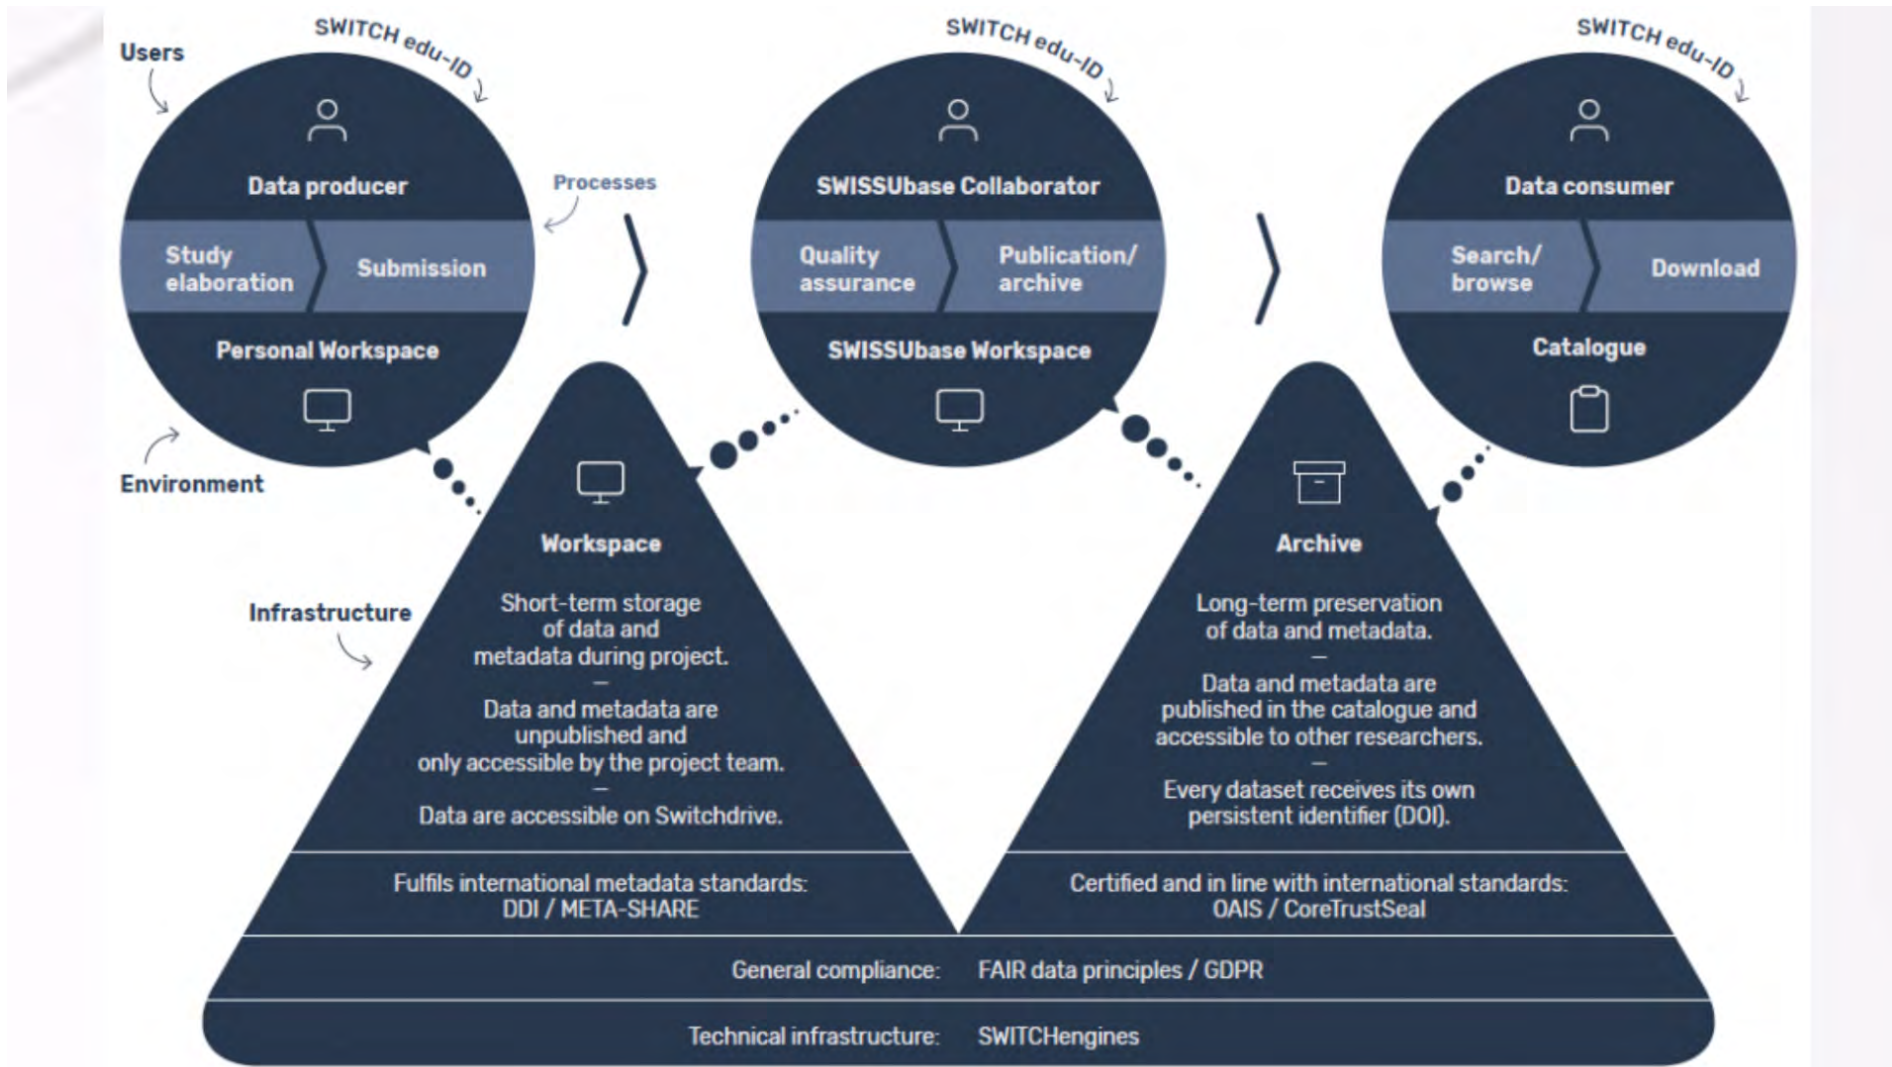 Users
SWITCH edu-ID
Data producer
Study
elaboration
Submission
Personal Workspace
Environment
Processes
SWITCH edu-ID
SWISSUbase Collaborator
Quality
assurance
Publication/
archive
SWISSUbase Workspace
SWITCH edu-ID
Data consumer
Search/
browse
Download
Catalogue
Infrastructure
Workspace
Short-term storage
of data and
metadata during project.
—
Data and metadata are
unpublished and
only accessible by the project team.
—
Data are accessible on Switchdrive.
Fulfils international metadata standards:
DDI / META-SHARE
Archive
Long-term preservation
of data and metadata.
—
Data and metadata are
published in the catalogue and
accessible to other researchers.
—
Every dataset receives its own
persistent identifier (DOI).
Certified and in line with international standards:
OAIS / CoreTrustSeal
General compliance: FAIR data principles / GDPR
Technical infrastructure: SWITCHengines